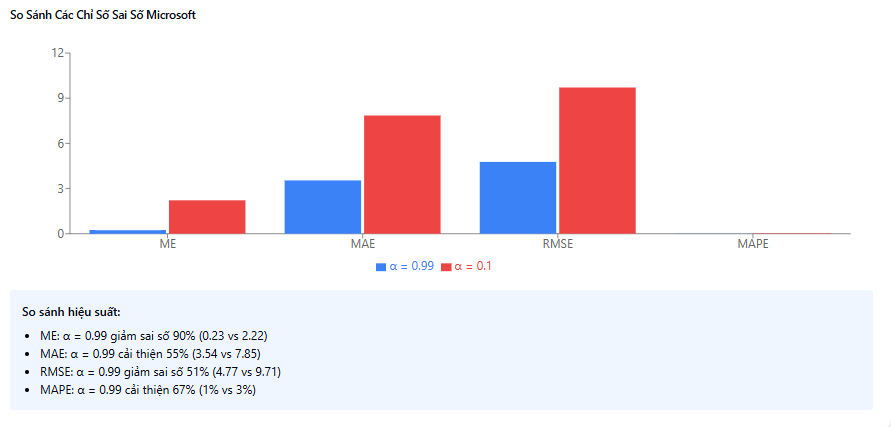 So Sánh Các Chỉ Số Sai Số Microsoft
12
9
6
3
0
ME MAE RMSE MAPE
α = 0.99 α = 0.1
So sánh hiệu suất:
• ME: α = 0.99 giảm sai số 90% (0.23 vs 2.22)
• MAE: α = 0.99 cải thiện 55% (3.54 vs 7.85)
• RMSE: α = 0.99 giảm sai số 51% (4.77 vs 9.71)
• MAPE: α = 0.99 cải thiện 67% (1% vs 3%)